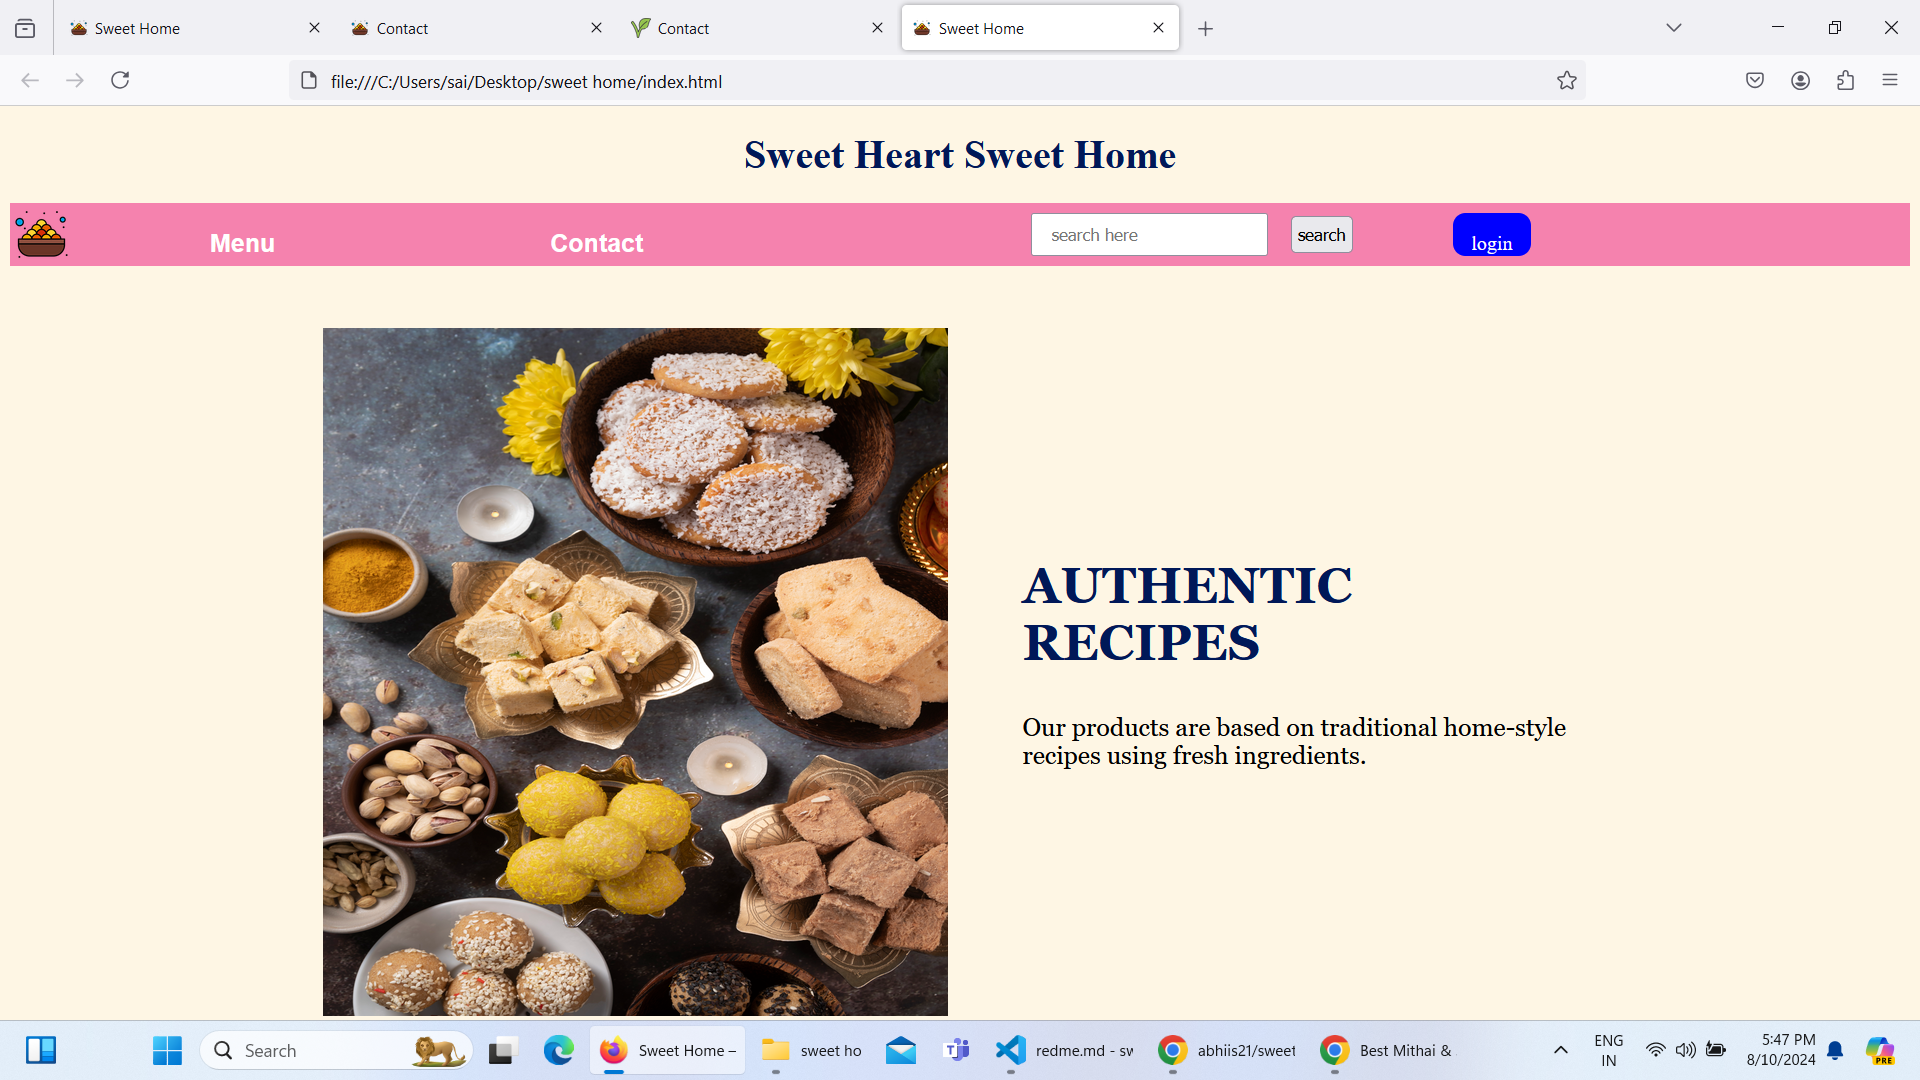 Sweet Home
Contact
Contact
Sweet Home
file:///C:/Users/sai/Desktop/sweet home/index.html
Sweet Heart Sweet Home
Menu
Contact
search here
search
login
AUTHENTIC
RECIPES
Our products are based on traditional home-style
recipes using fresh ingredients.
Search
Sweet Home –
sweet ho
redme.md - sw
abhiis21/sweet
Best Mithai &
ENG
IN
5:47 PM
8/10/2024
PRE